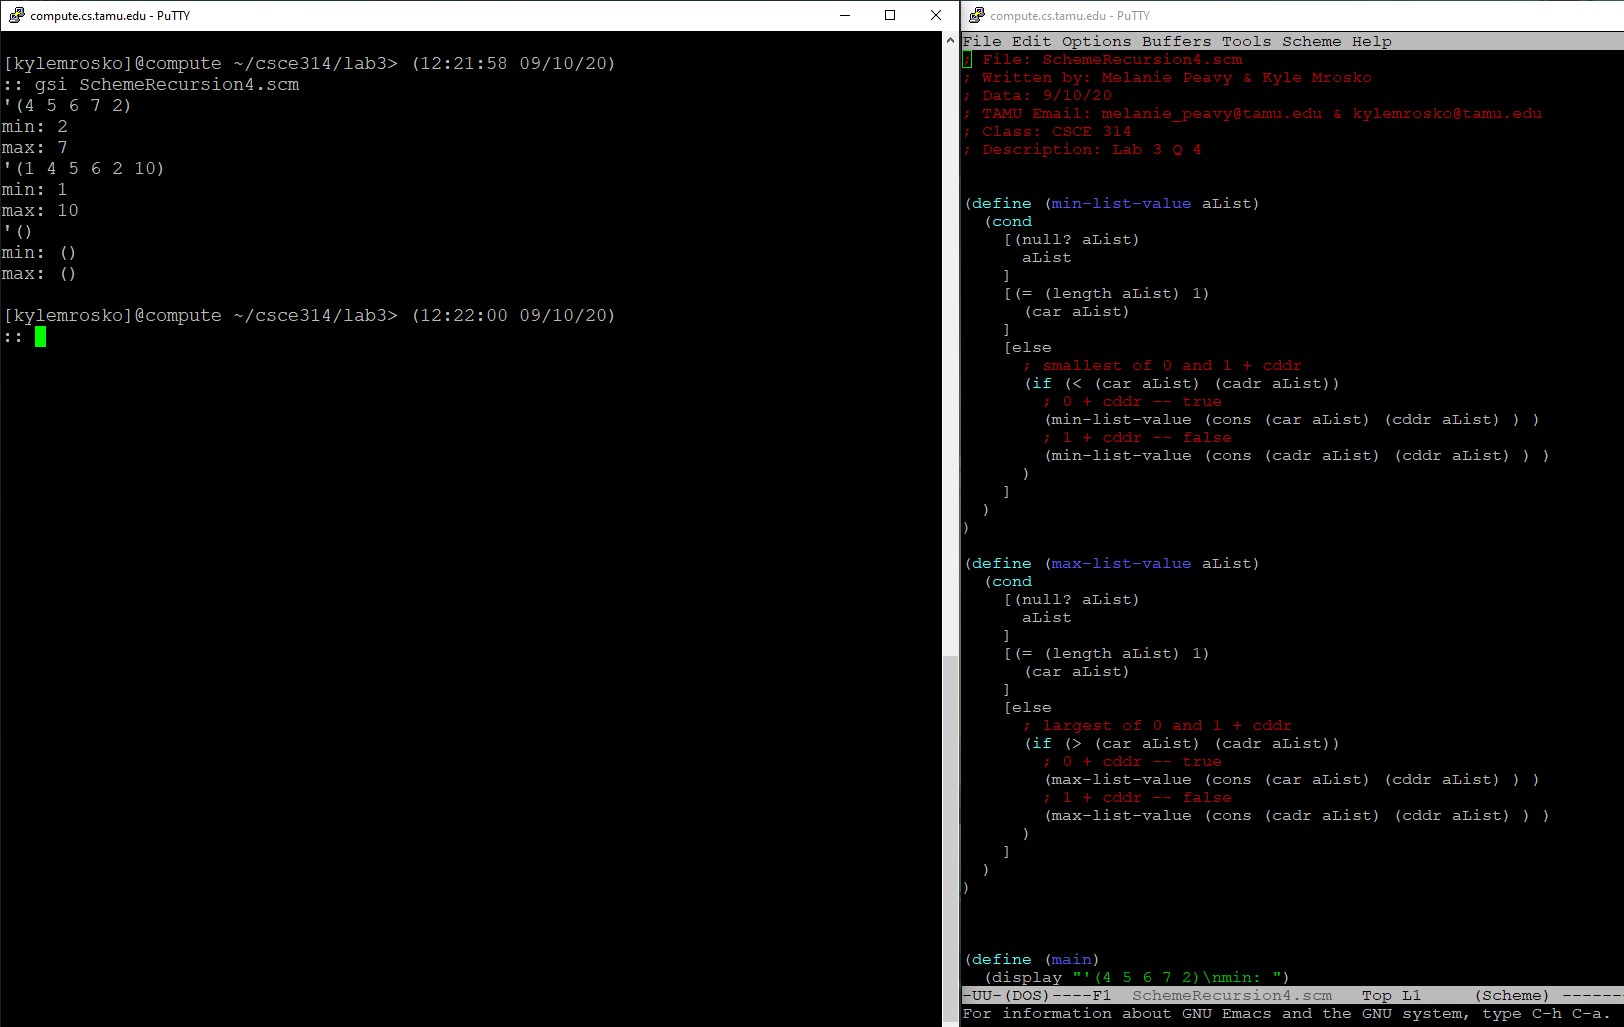 compute.cs.tamu.edu - PuTTY
[kylemrosko]@compute ~/csce314/lab3> (12:21:58 09/10/20)
:: gsi SchemeRecursion4.scm
'(4 5 6 7 2)
min: 2
max: 7
'(1 4 5 6 2 10)
min: 1
max: 10
'()
min: ()
max: ()
[kylemrosko]@compute ~/csce314/lab3> (12:22:00 09/10/20)
::
compute.cs.tamu.edu - PuTTY
File Edit Options Buffers Tools Scheme Help
; File: SchemeRecursion4.scm
; Written by: Melanie Peavy & Kyle Mrosko
; Data: 9/10/20
; TAMU Email: melanie_peavy@tamu.edu & kylemrosko@tamu.edu
; Class: CSCE 314
; Description: Lab 3 Q 4
(define (min-list-value aList)
(cond
[(null? aList)
aList
]
[(= (length aList) 1)
(car aList)
]
[else
; smallest of 0 and 1 + cddr
(if (< (car aList) (cadr aList))
; 0 + cddr -- true
(min-list-value (cons (car aList) (cddr aList) ) )
; 1 + cddr -- false
(min-list-value (cons (cadr aList) (cddr aList) ) )
)
]
)
)
(define (max-list-value aList)
(cond
[(null? aList)
aList
]
[(= (length aList) 1)
(car aList)
]
[else
; largest of 0 and 1 + cddr
(if (> (car aList) (cadr aList))
; 0 + cddr -- true
(max-list-value (cons (car aList) (cddr aList) ) )
; 1 + cddr -- false
(max-list-value (cons (cadr aList) (cddr aList) ) )
)
]
)
)
(define (main)
(display "'(4 5 6 7 2)\nmin: ")
-UU-(DOS)----F1 SchemeRecursion4.scm Top L1 (Scheme) ------
For information about GNU Emacs and the GNU system, type C-h C-a.